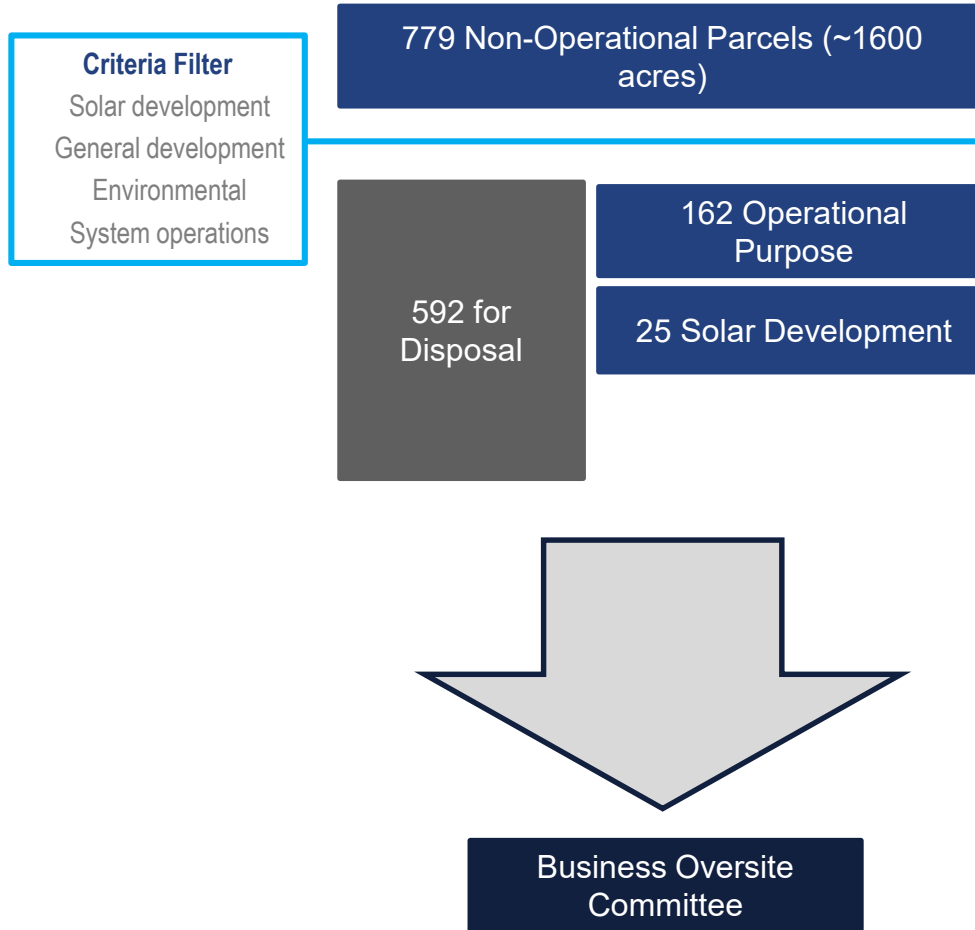 779 Non-Operational Parcels (~1600
acres)
Criteria Filter
Solar development
General development
Environmental
System operations
592 for
Disposal
162 Operational
Purpose
25 Solar Development
Business Oversite
Committee